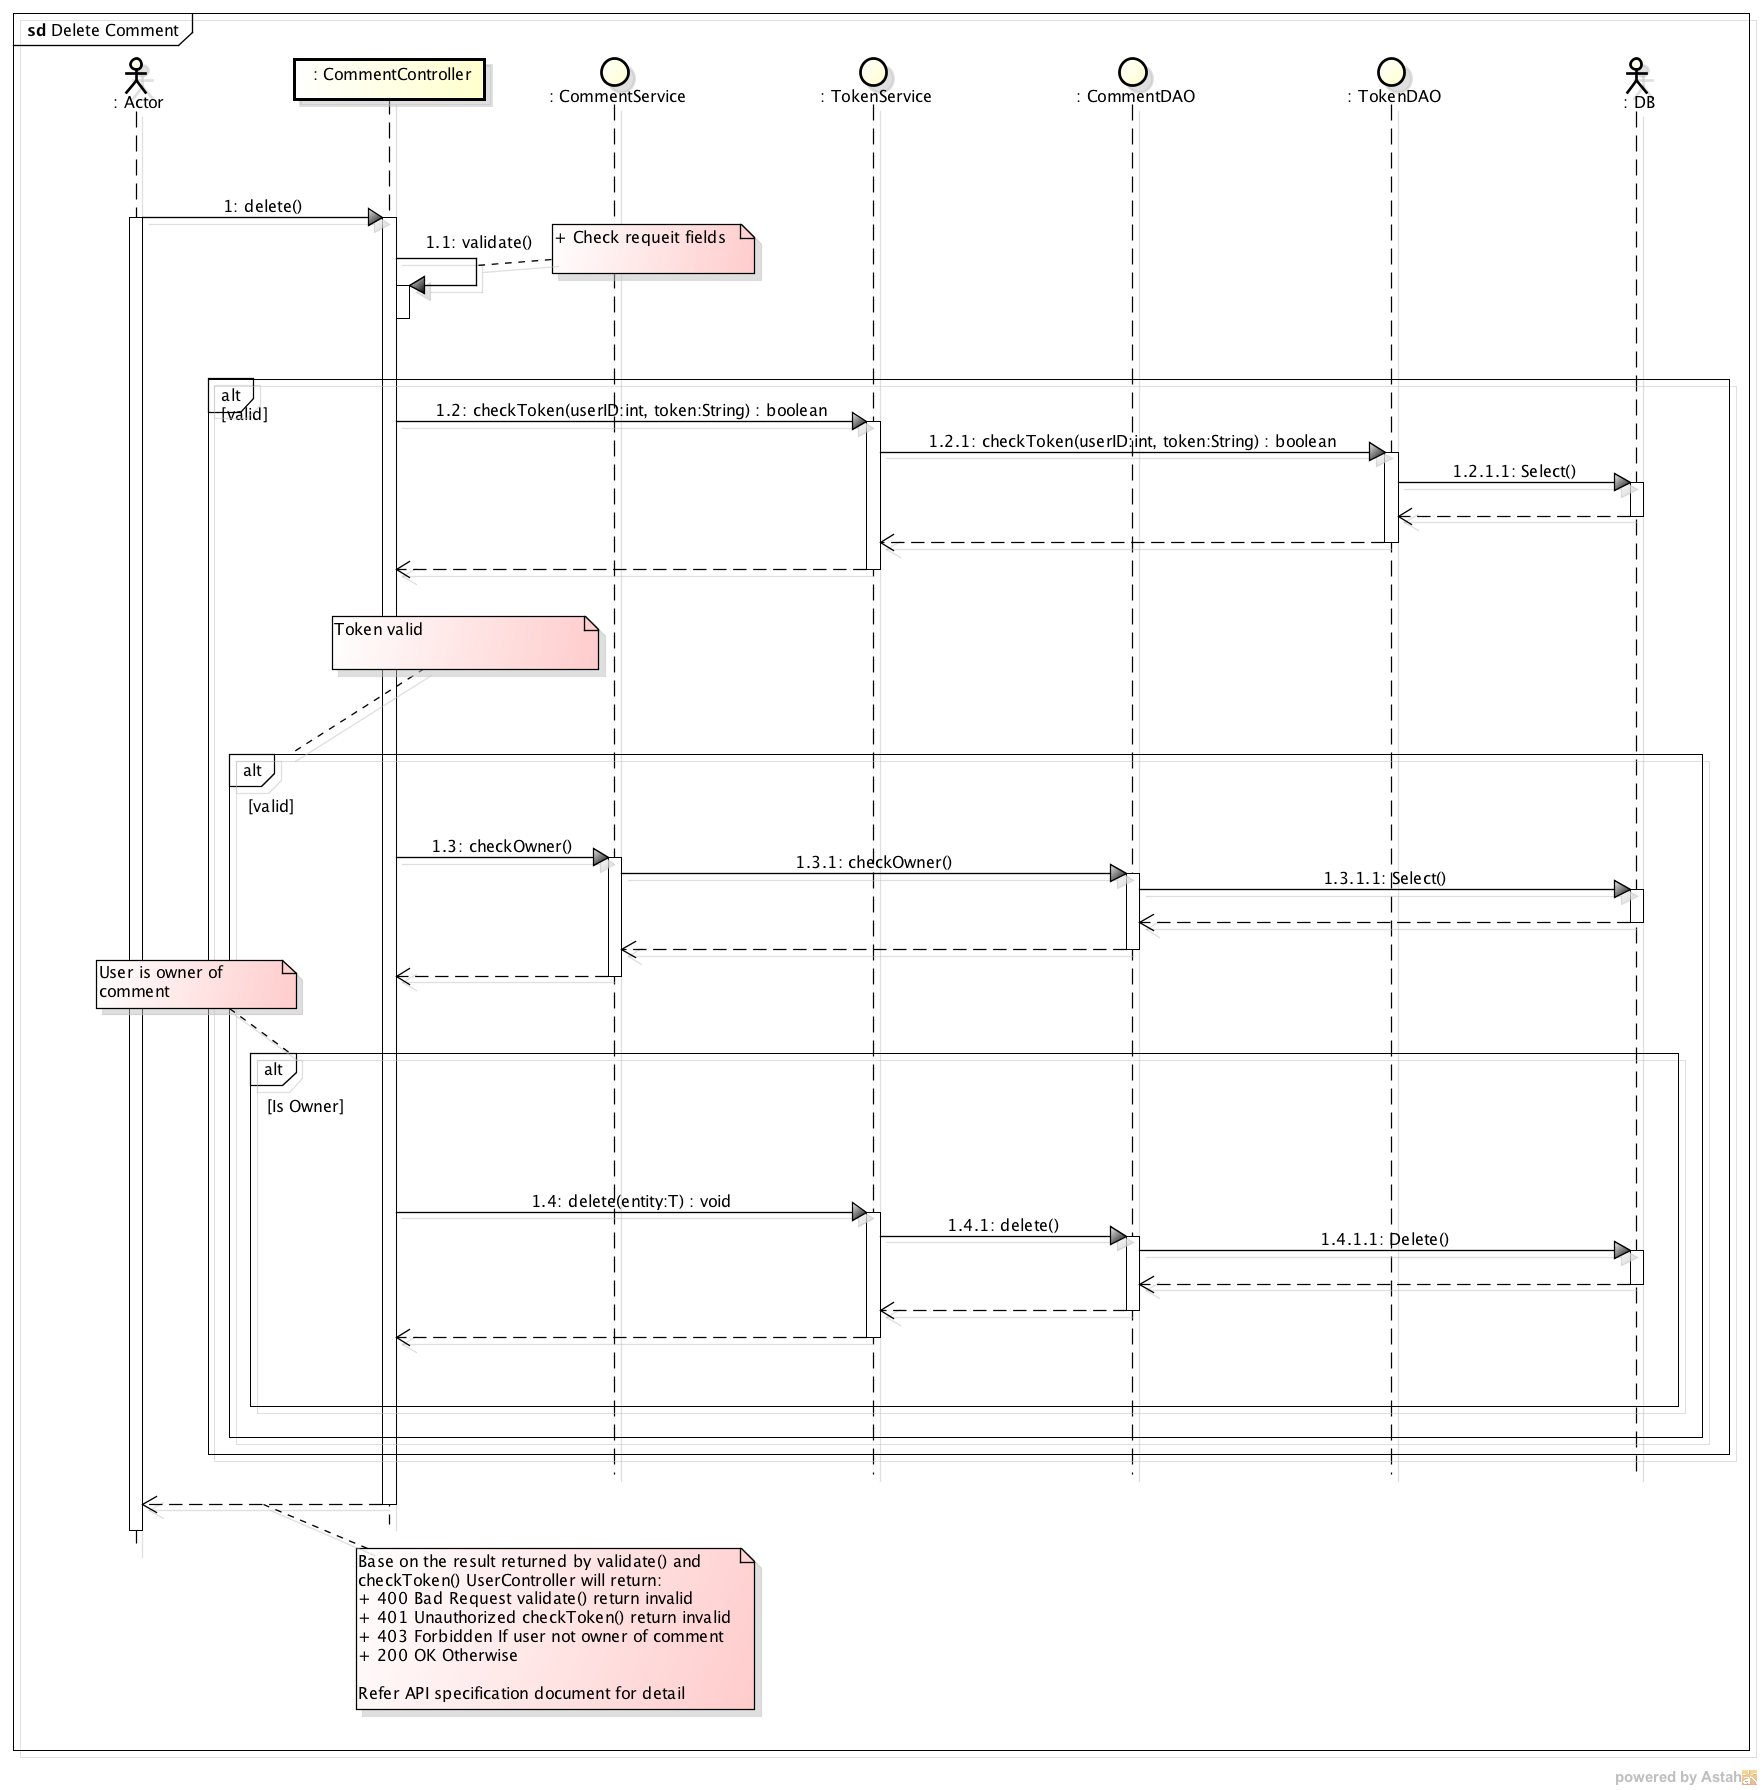 sd Delete Comment
: Actor
: CommentController
: CommentService
: TokenService
: CommentDAO
: TokenDAO
: DB
1: delete()
1.1: validate()
+ Check requeit fields
alt
[valid]
1.2: checkToken(userID:int, token:String) : boolean
1.2.1: checkToken(userID:int, token:String) : boolean
1.2.1.1: Select()
Token valid
alt
[valid]
1.3: checkOwner()
1.3.1: checkOwner()
1.3.1.1: Select()
User is owner of
comment
alt
[Is Owner]
1.4: delete(entity:T) : void
1.4.1: delete()
1.4.1.1: Delete()
Base on the result returned by validate() and
checkToken() UserController will return:
+ 400 Bad Request validate() return invalid
+ 401 Unauthorized checkToken() return invalid
+ 403 Forbidden If user not owner of comment
+ 200 OK Otherwise
Refer API specification document for detail
powered by Astah